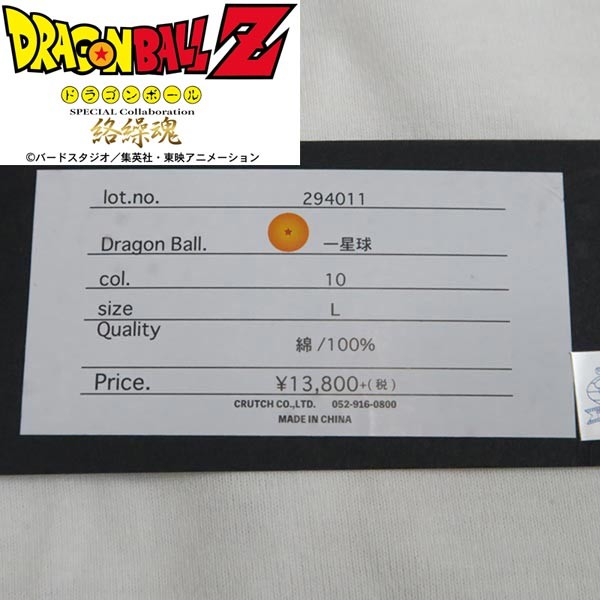 DRAGONBALL Z
ドラゴンボール
SPECIAL Collaboration
絡繰魂
©バードスタジオ／集英社・東映アニメーション
lot.no. 294011
Dragon Ball. 一星球
col. 10
size L
Quality 綿/100%
Price. ¥13,800+(税)
CRUTCH CO.,LTD. 052-916-0800
MADE IN CHINA